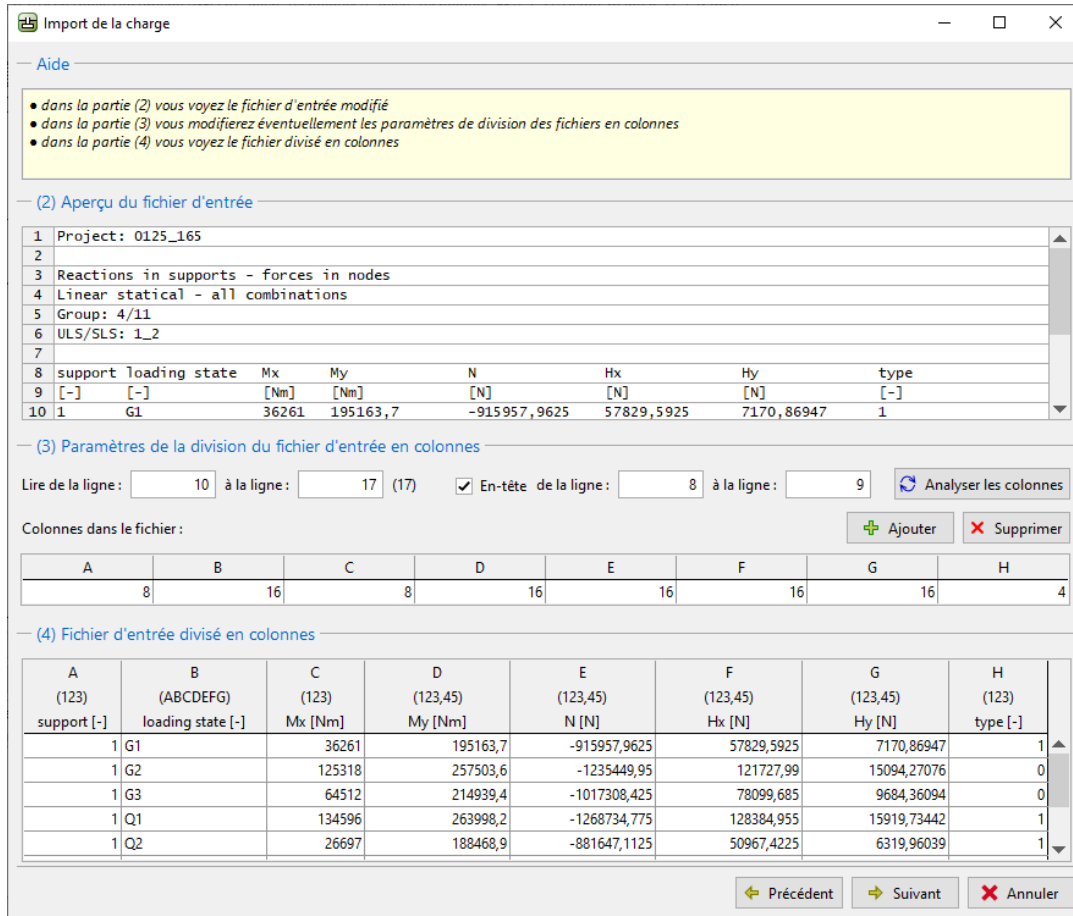 Import de la charge
Aide
● dans la partie (2) vous voyez le fichier d'entrée modifié
● dans la partie (3) vous modifierez éventuellement les paramètres de division des fichiers en colonnes
● dans la partie (4) vous voyez le fichier divisé en colonnes
(2) Aperçu du fichier d'entrée
1 Project: 0125_165
2
3 Reactions in supports - forces in nodes
4 Linear statical - all combinations
5 Group: 4/11
6 ULS/SLS: 1_2
7
8 support loading state Mx My N Hx Hy type
9 [-] [-] [Nm] [Nm] [N] [N] [N] [-]
10 1 G1 36261 195163,7 -915957,9625 57829,5925 7170,86947 1
(3) Paramètres de la division du fichier d'entrée en colonnes
Lire de la ligne : 10 à la ligne : 17 (17) En-tête de la ligne : 8 à la ligne : 9 Analyser les colonnes
Colonnes dans le fichier : Ajouter Supprimer
A B C D E F G H
8 16 8 16 16 16 16 4
(4) Fichier d'entrée divisé en colonnes
A B C D E F G H
(123) (ABCDEFG) (123) (123,45) (123,45) (123,45) (123,45) (123)
support [-] loading state [-] Mx [Nm] My [Nm] N [N] Hx [N] Hy [N] type [-]
1 G1 36261 195163,7 -915957,9625 57829,5925 7170,86947 1
1 G2 125318 257503,6 -1235449,95 121727,99 15094,27076 0
1 G3 64512 214939,4 -1017308,425 78099,685 9684,36094 0
1 Q1 134596 263998,2 -1268734,775 128384,955 15919,73442 1
1 Q2 26697 188468,9 -881647,1125 50967,4225 6319,96039 1
Précédent Suivant Annuler